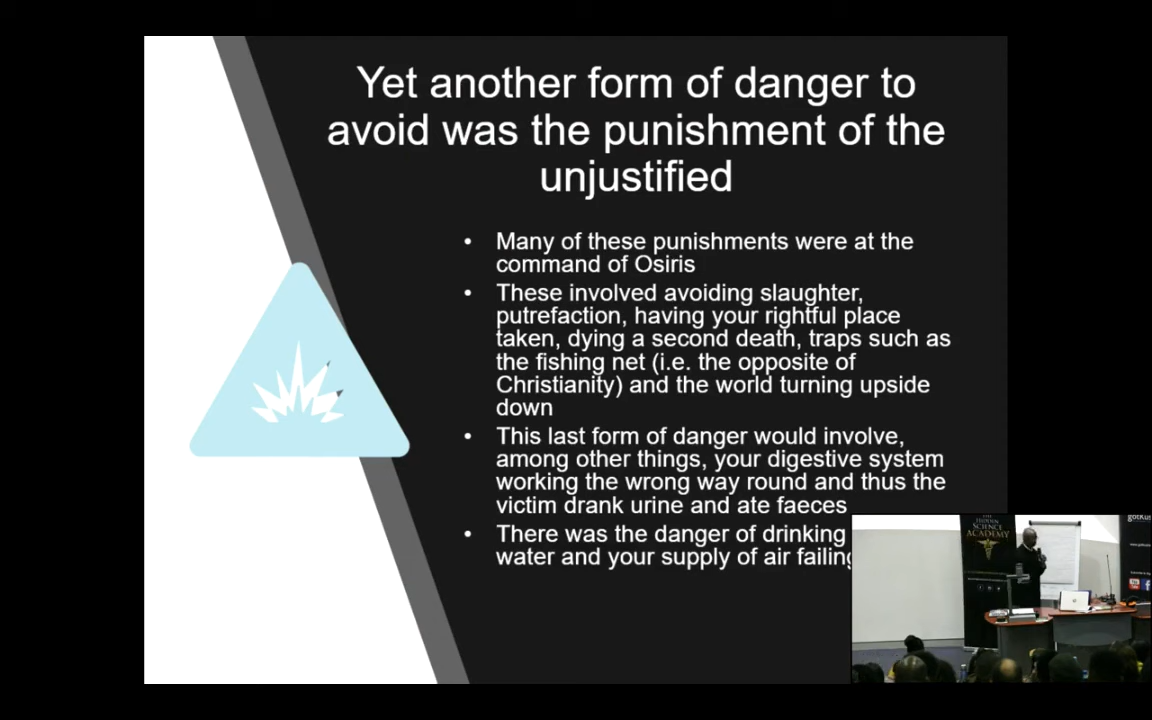 Yet another form of danger to
avoid was the punishment of the
unjustified
• Many of these punishments were at the
command of Osiris
• These involved avoiding slaughter,
putrefaction, having your rightful place
taken, dying a second death, traps such as
the fishing net (i.e. the opposite of
Christianity) and the world turning upside
down
• This last form of danger would involve,
among other things, your digestive system
working the wrong way round and thus the
victim drank urine and ate faeces
• There was the danger of drinking
water and your supply of air failing
THE
HIDDEN
SCIENCE
ACADEMY